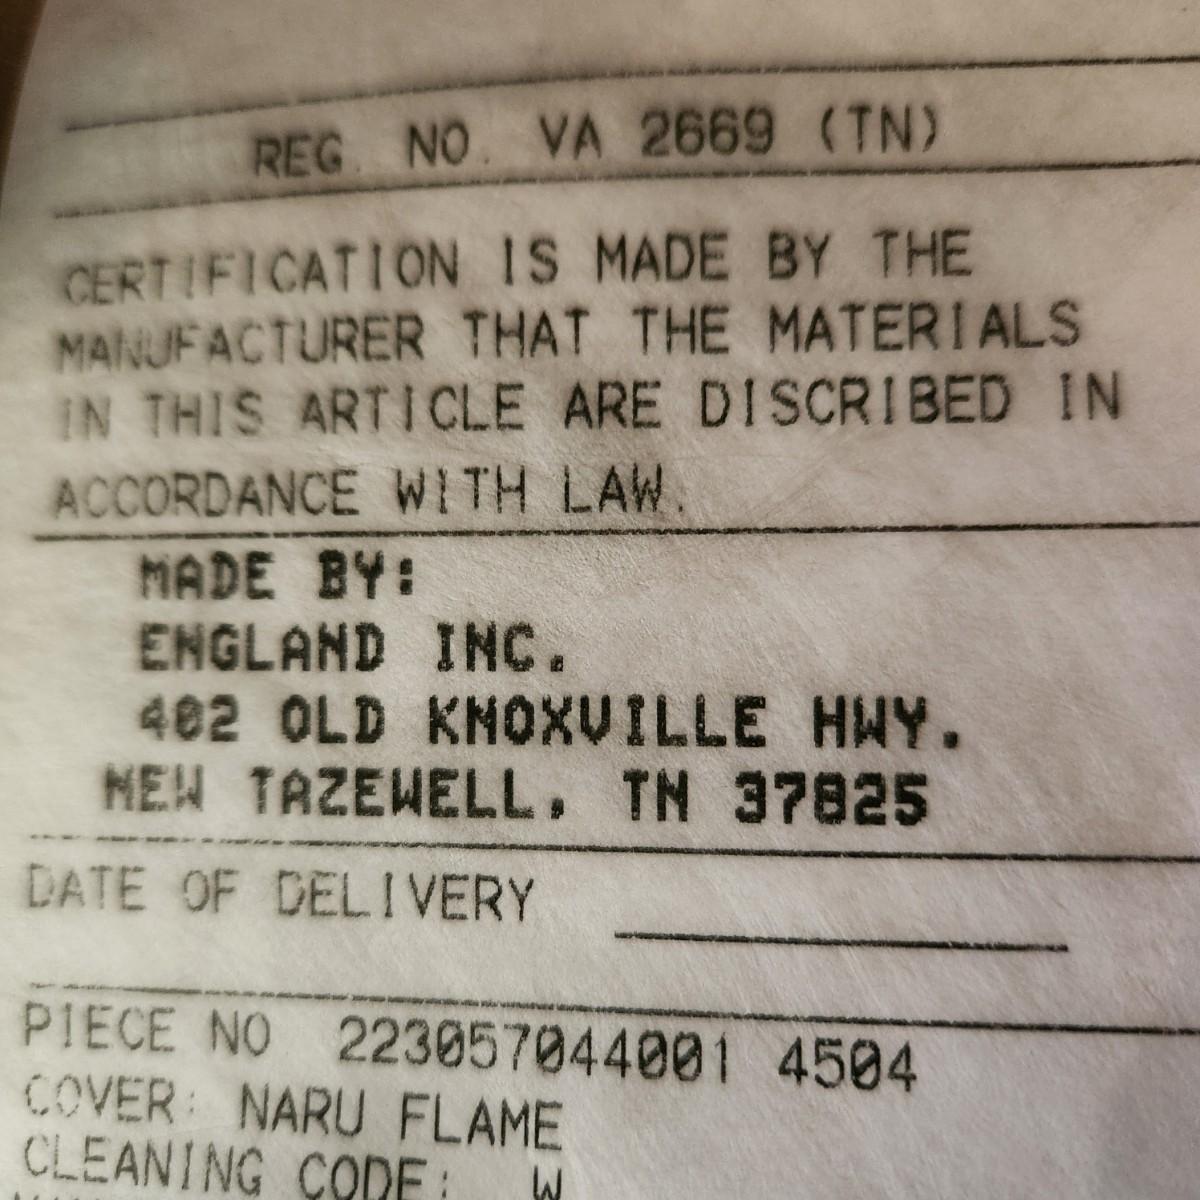 REG. NO. VA 2669 (TN)
CERTIFICATION IS MADE BY THE
MANUFACTURER THAT THE MATERIALS
IN THIS ARTICLE ARE DISCRIBED IN
ACCORDANCE WITH LAW.
MADE BY:
ENGLAND INC.
402 OLD KNOXVILLE HWY.
NEW TAZEWELL, TN 37825
DATE OF DELIVERY
PIECE NO 223057044001 4504
COVER: NARU FLAME
CLEANING CODE: W